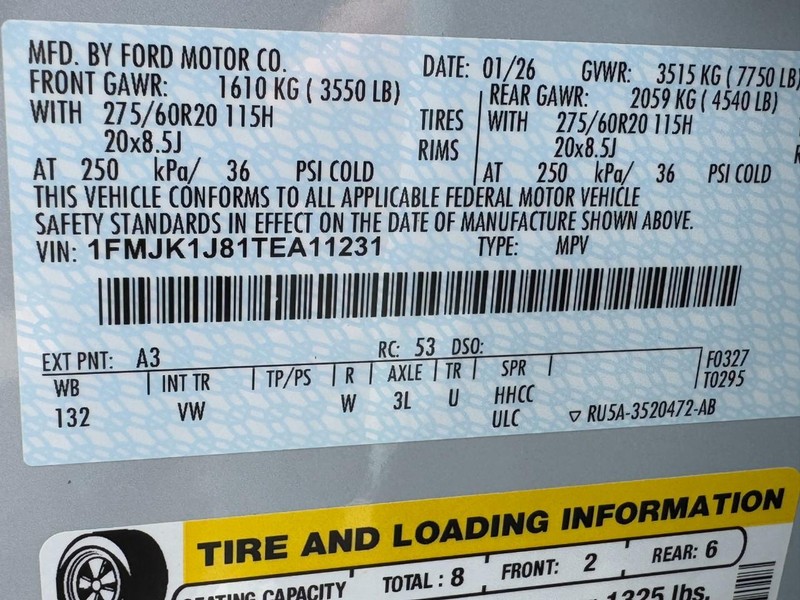 MFD. BY FORD MOTOR CO. DATE: 01/26 GVWR: 3515 KG ( 7750 LB)
FRONT GAWR: 1610 KG ( 3550 LB) REAR GAWR: 2059 KG ( 4540 LB)
WITH 275/60R20 115H TIRES WITH 275/60R20 115H
20x8.5J RIMS 20x8.5J
AT 250 kPa/ 36 PSI COLD AT 250 kPa/ 36 PSI COLD
THIS VEHICLE CONFORMS TO ALL APPLICABLE FEDERAL MOTOR VEHICLE
SAFETY STANDARDS IN EFFECT ON THE DATE OF MANUFACTURE SHOWN ABOVE.
VIN: 1FMJK1J81TEA11231 TYPE: MPV
EXT PNT: A3 RC: 53 DSO:
WB INT TR TP/PS R AXLE TR SPR F0327
132 VW W 3L U HHCC T0295
ULC RU5A-3520472-AB
TIRE AND LOADING INFORMATION
SEATING CAPACITY TOTAL : 8 FRONT: 2 REAR: 6
1325 lbs.